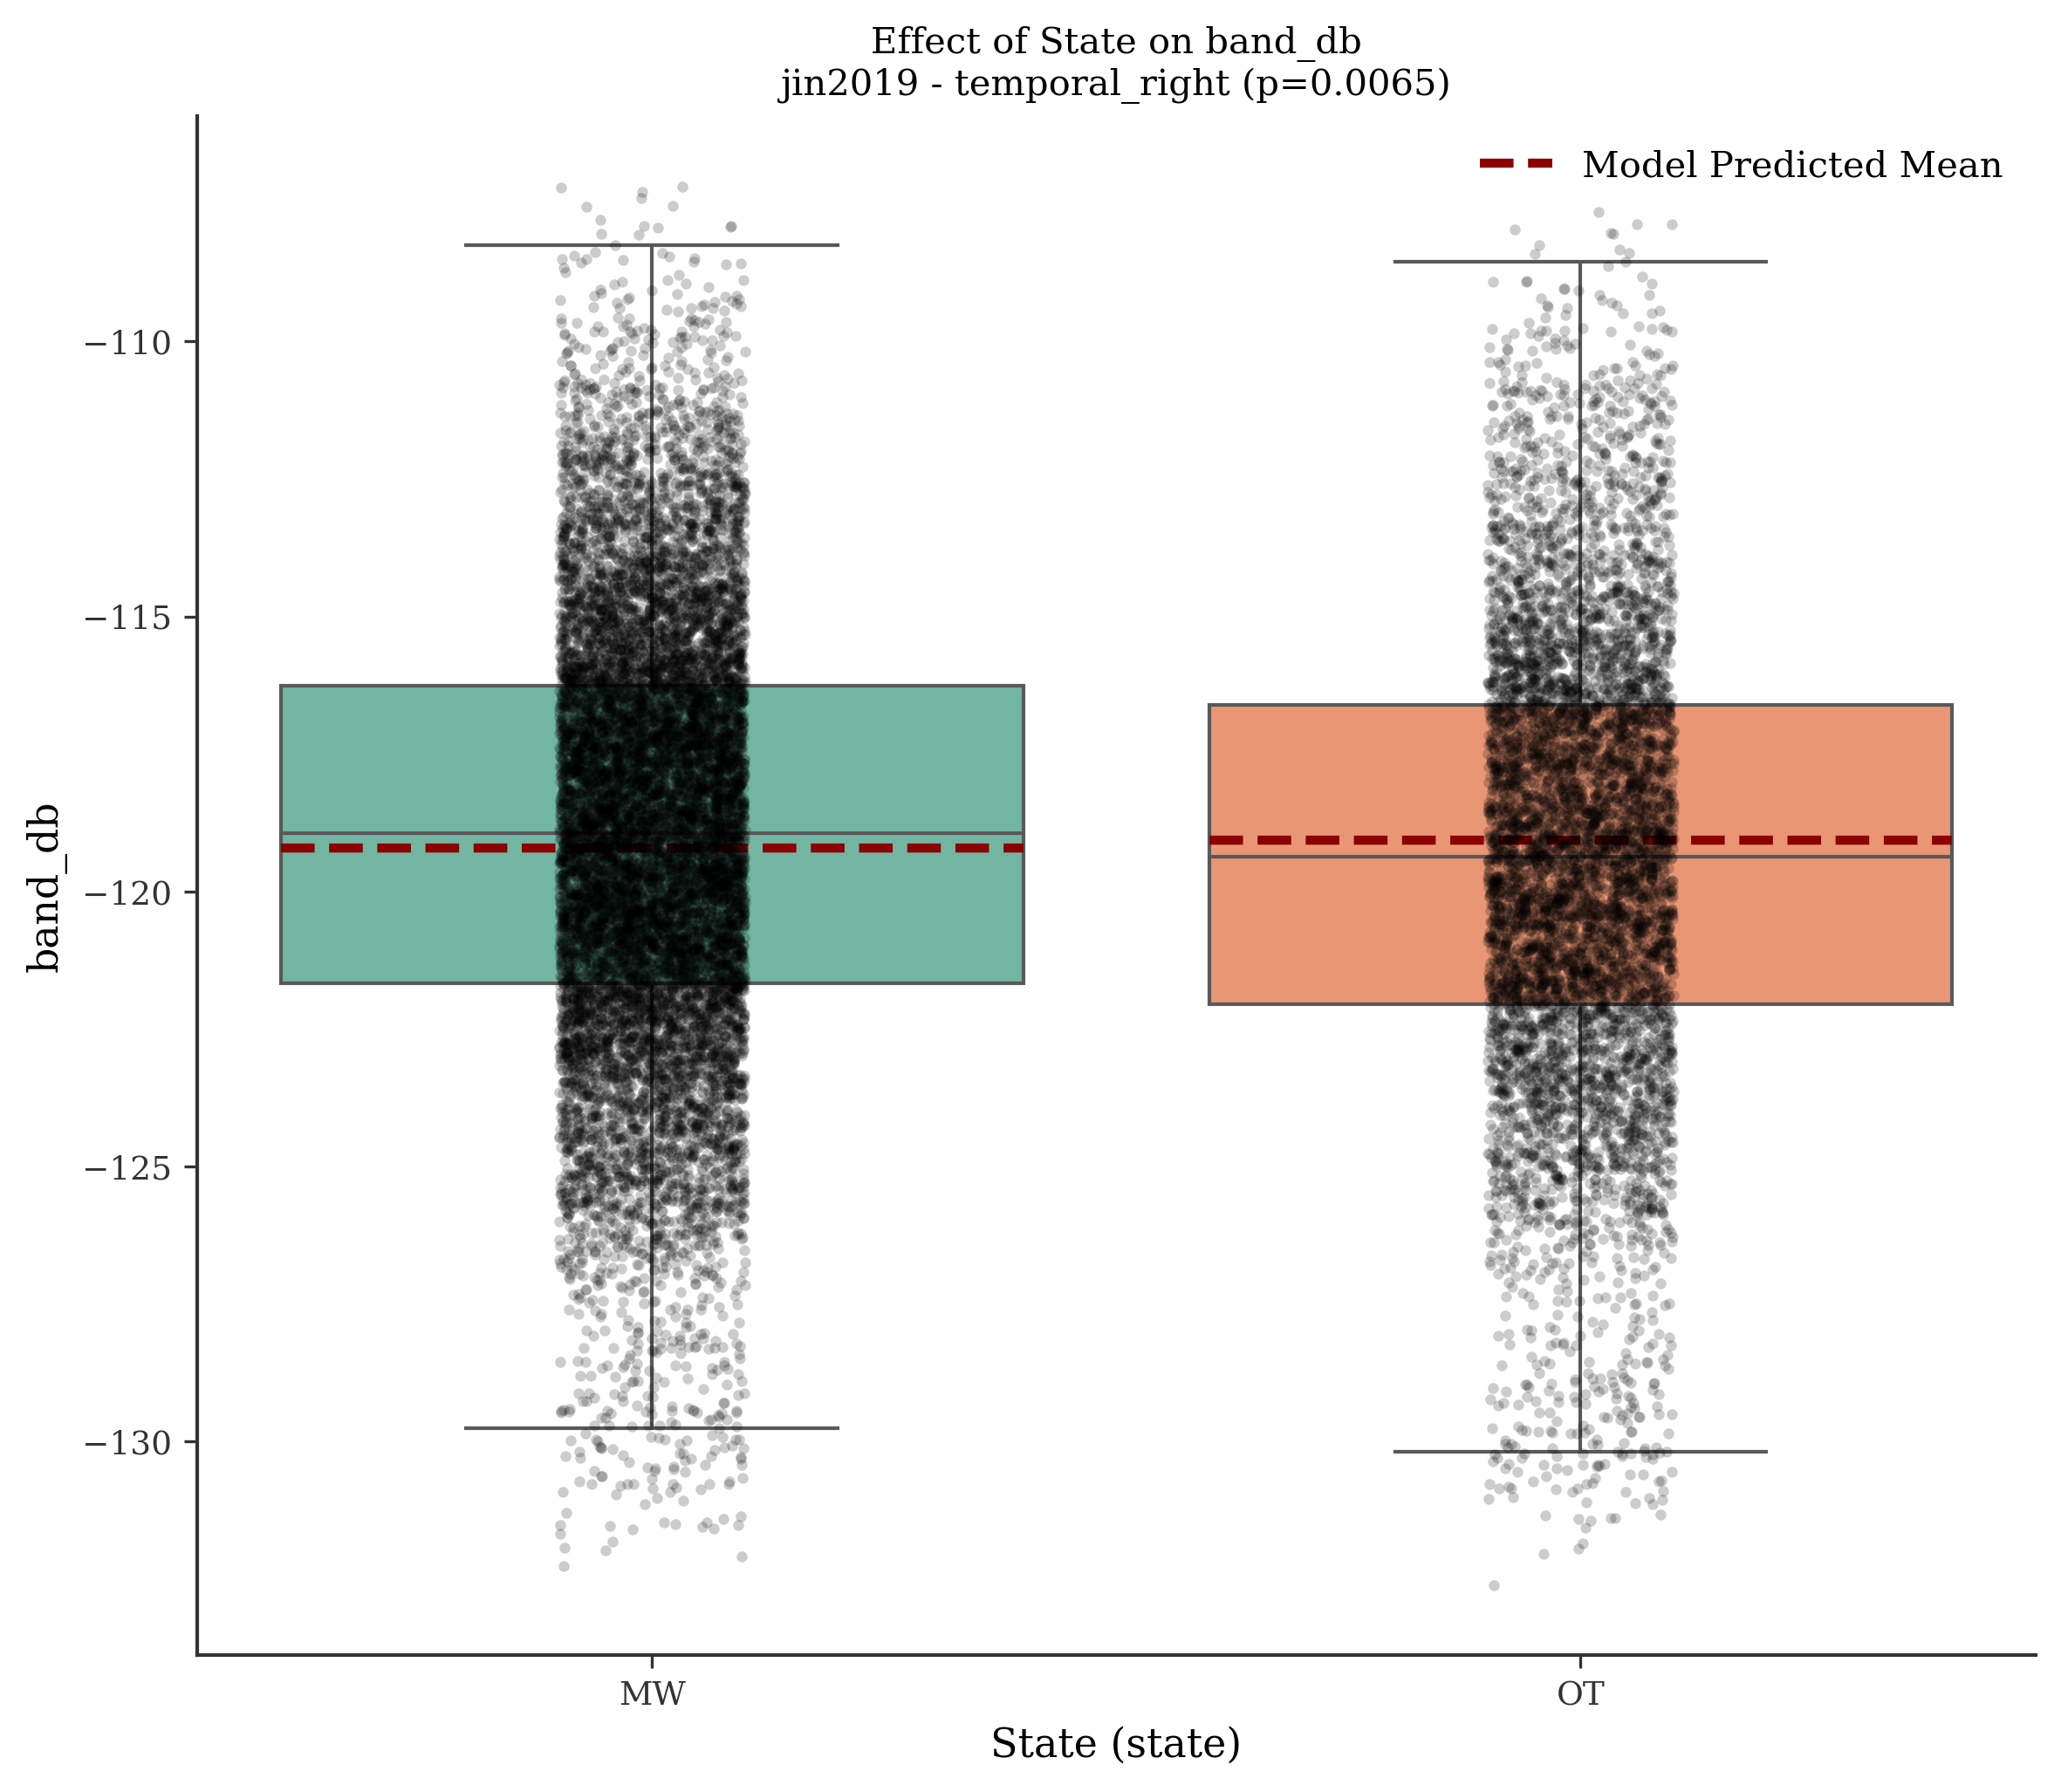 Effect of State on band_db
jin2019 - temporal_right (p=0.0065)
Model Predicted Mean
−110
−115
−120
−125
−130
band_db
MW
OT
State (state)